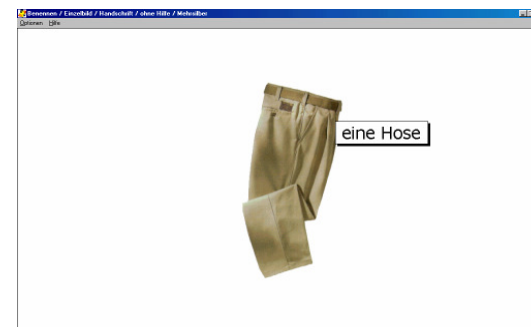 Benennen / Einzelbild / Handschrift / ohne Hilfe / Mehrsilber
Optionen Hilfe
eine Hose